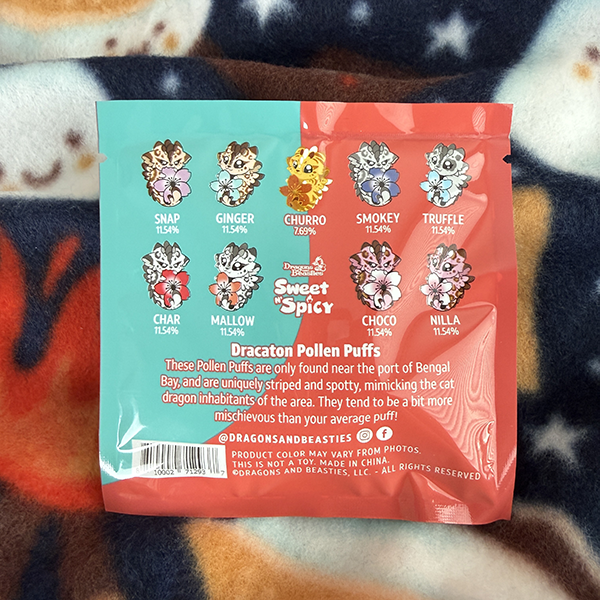 SNAP
11.54%
GINGER
11.54%
CHURRO
7.69%
SMOKEY
11.54%
TRUFFLE
11.54%
CHAR
11.54%
MALLOW
11.54%
Dragons &
Beasties
Sweet
N' A
SPiCY
CHOCO
11.54%
NILLA
11.54%
Dracaton Pollen Puffs
These Pollen Puffs are only found near the port of Bengal
Bay, and are uniquely striped and spotty, mimicking the cat
dragon inhabitants of the area. They tend to be a bit more
mischievous than your average puff!
@DRAGONSANDBEASTIES
PRODUCT COLOR MAY VARY FROM PHOTOS.
THIS IS NOT A TOY. MADE IN CHINA.
©DRAGONS AND BEASTIES, LLC. - ALL RIGHTS RESERVED
10002 71293 7